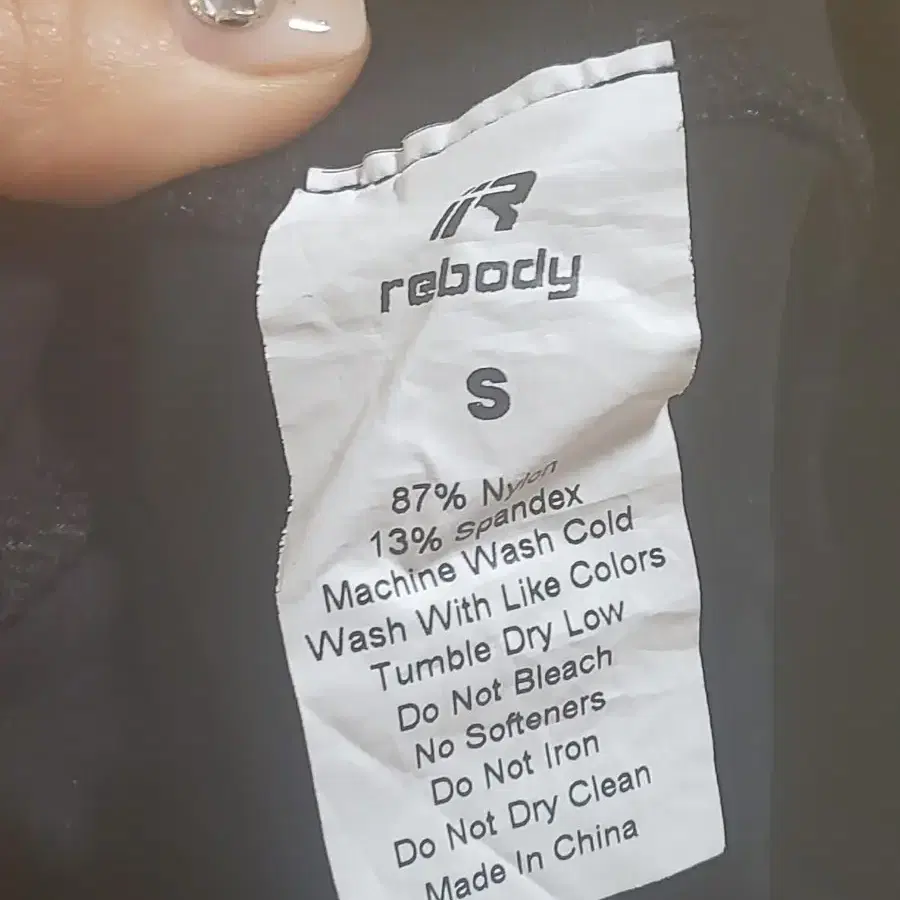 R
rebody
S
87% Nylon
13% Spandex
Machine Wash Cold
Wash With Like Colors
Tumble Dry Low
Do Not Bleach
No Softeners
Do Not Iron
Do Not Dry Clean
Made In China